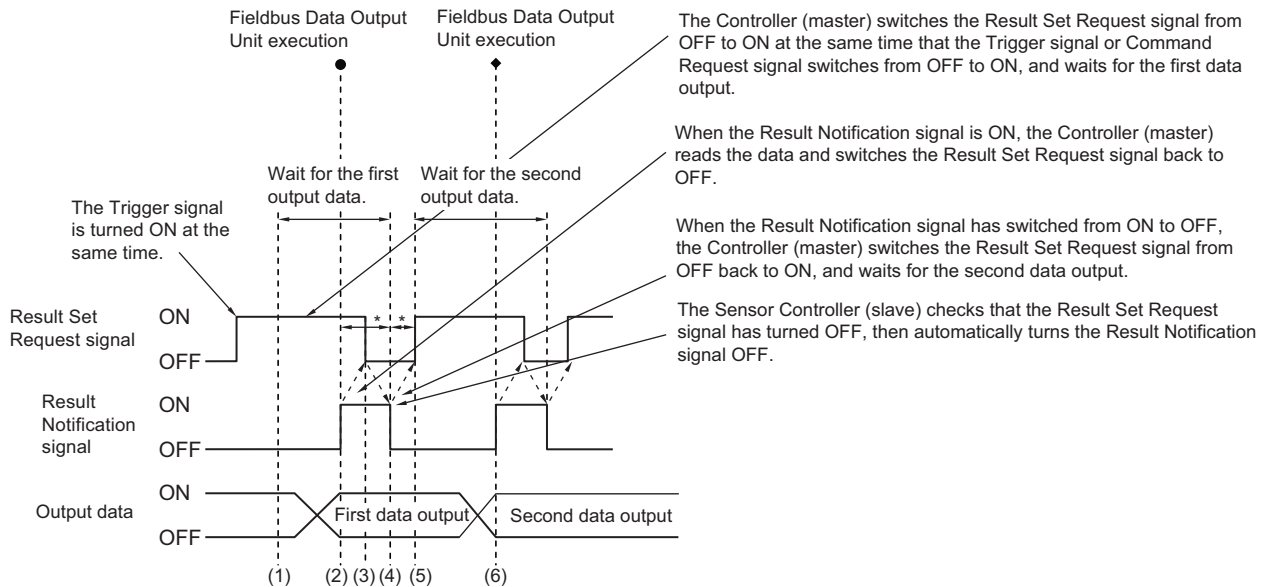 Fieldbus Data Output
Unit execution
Fieldbus Data Output
Unit execution
The Controller (master) switches the Result Set Request signal from
OFF to ON at the same time that the Trigger signal or Command
Request signal switches from OFF to ON, and waits for the first data
output.
When the Result Notification signal is ON, the Controller (master)
reads the data and switches the Result Set Request signal back to
OFF.
Wait for the first
output data.
Wait for the second
output data.
The Trigger signal
is turned ON at the
same time.
When the Result Notification signal has switched from ON to OFF,
the Controller (master) switches the Result Set Request signal from
OFF back to ON, and waits for the second data output.
The Sensor Controller (slave) checks that the Result Set Request
signal has turned OFF, then automatically turns the Result Notification
signal OFF.
Result Set
Request signal
ON
OFF
* *
Result
Notification
signal
ON
OFF
Output data
ON
OFF
First data output
Second data output
(1) (2) (3) (4) (5) (6)